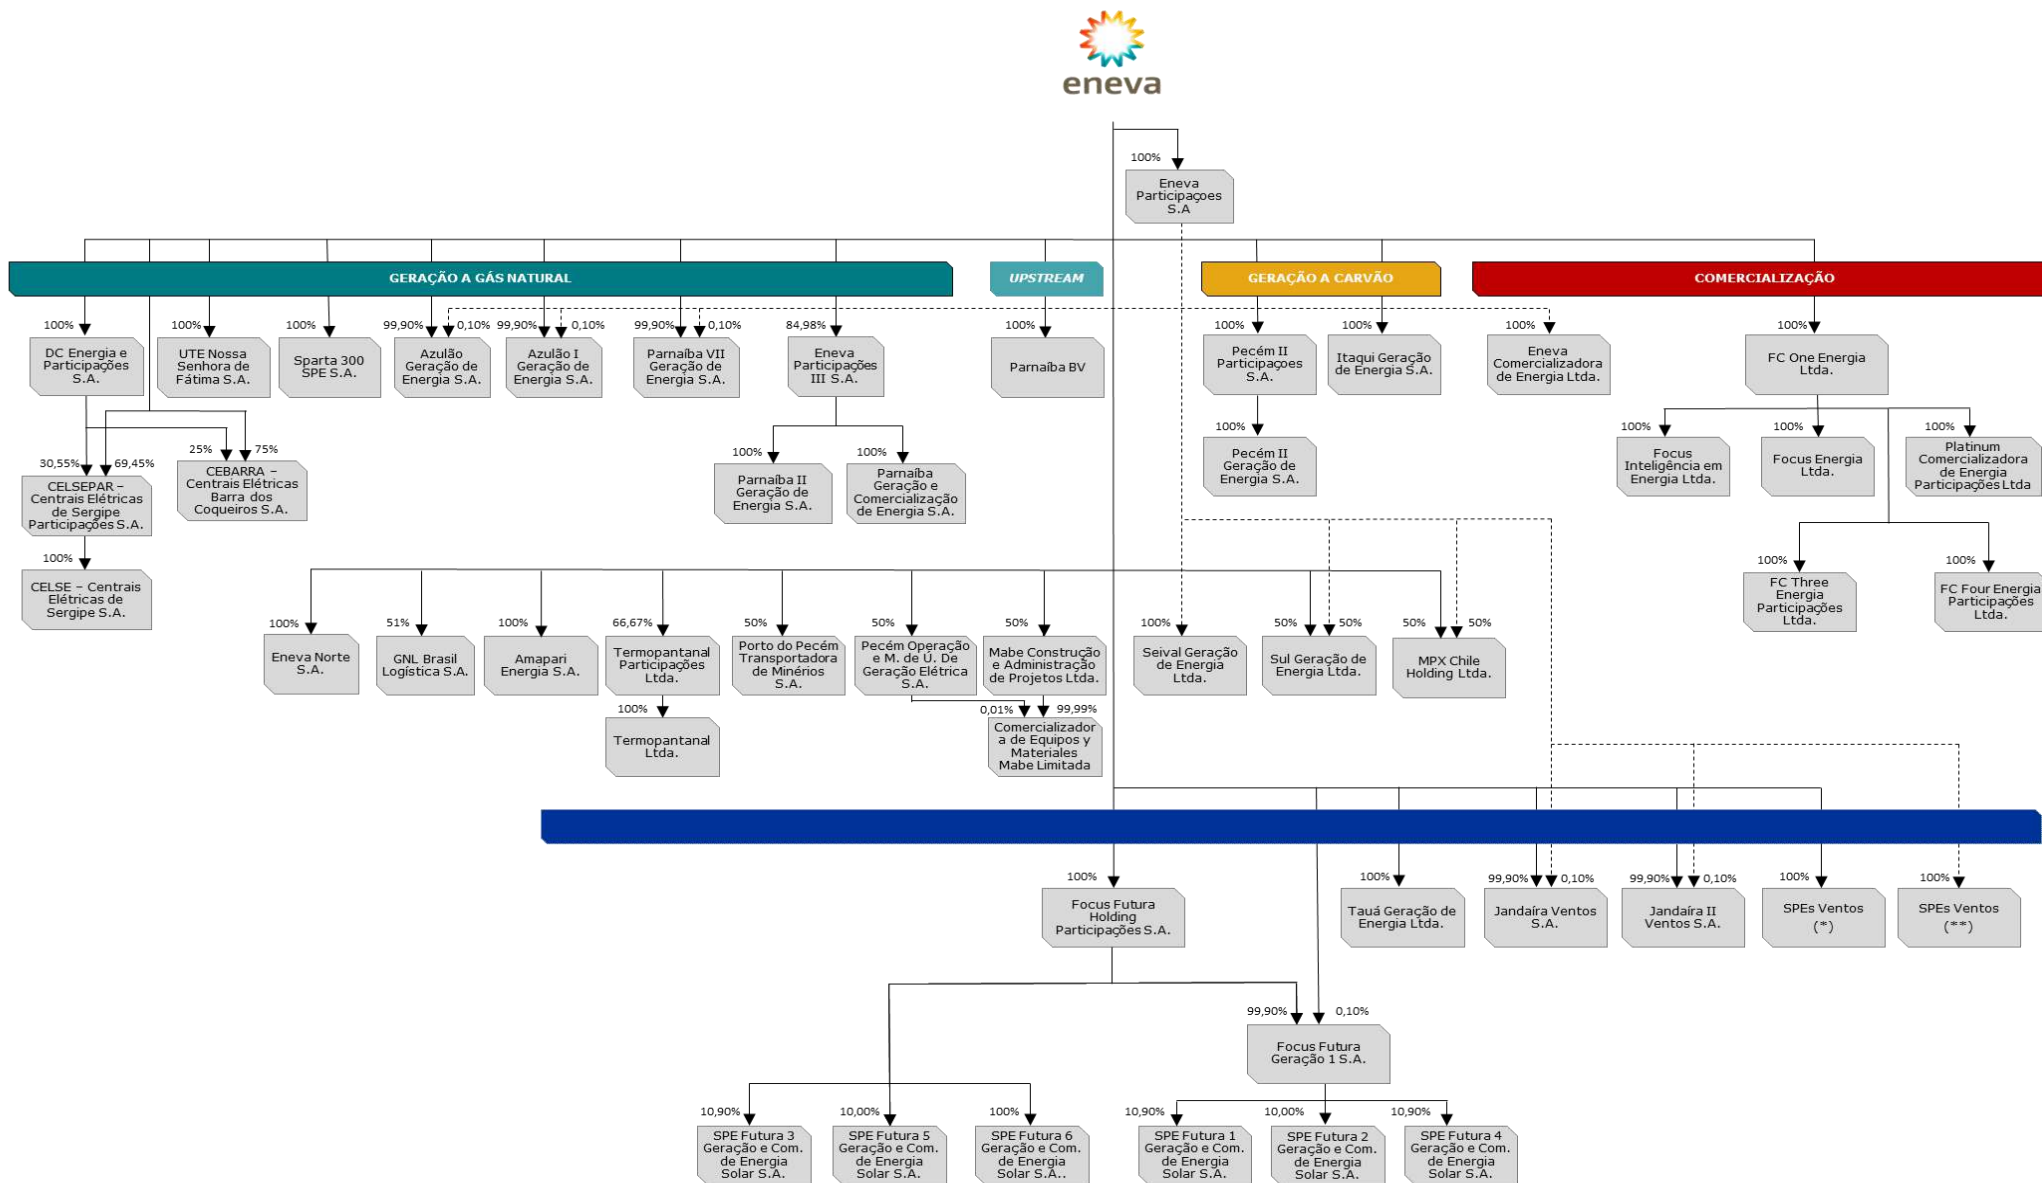 eneva
100%
Eneva
Participaçoes
S.A
GERAÇÃO A GÁS NATURAL
UPSTREAM
GERAÇÃO A CARVÃO
COMERCIALIZAÇÃO
100%
DC Energia e
Participações
S.A.
100%
UTE Nossa
Senhora de
Fátima S.A.
100%
Sparta 300
SPE S.A.
99,90%
0,10%
Azulão
Geração de
Energia S.A.
99,90%
0,10%
Azulão I
Geração de
Energia S.A.
99,90%
0,10%
Parnaíba VII
Geração de
Energia S.A.
84,98%
Eneva
Participações
III S.A.
100%
Parnaíba BV
100%
Pecém II
Participaçoes
S.A.
100%
Itaqui Geração
de Energia S.A.
100%
Eneva
Comercializadora
de Energia Ltda.
100%
FC One Energia
Ltda.
30,55%
69,45%
CELSEPAR –
Centrais Elétricas
de Sergipe
Participações S.A.
25%
75%
CEBARRA –
Centrais Elétricas
Barra dos
Coqueiros S.A.
100%
Parnaíba II
Geração de
Energia S.A.
100%
Parnaíba
Geração e
Comercialização
de Energia S.A.
100%
Pecém II
Geração de
Energia S.A.
100%
Focus
Inteligência em
Energia Ltda.
100%
Focus Energia
Ltda.
100%
Platinum
Comercializadora
de Energia
Participações Ltda
100%
CELSE – Centrais
Elétricas de
Sergipe S.A.
100%
FC Three
Energia
Participações
Ltda.
100%
FC Four Energia
Participações
Ltda.
100%
Eneva Norte
S.A.
51%
GNL Brasil
Logística S.A.
100%
Amapari
Energia S.A.
66,67%
Termopantanal
Participações
Ltda.
50%
Porto do Pecém
Transportadora
de Minérios
S.A.
50%
Pecém Operação
e M. de U. De
Geração Elétrica
S.A.
50%
Mabe Construção
e Administração
de Projetos Ltda.
100%
Seival Geração
de Energia
Ltda.
50%
50%
Sul Geração de
Energia Ltda.
50%
50%
MPX Chile
Holding Ltda.
100%
Termopantanal
Ltda.
0,01%
99,99%
Comercializador
a de Equipos y
Materiales
Mabe Limitada
100%
Focus Futura
Holding
Participações S.A.
100%
Tauá Geração de
Energia Ltda.
99,90%
0,10%
Jandaíra Ventos
S.A.
99,90%
0,10%
Jandaíra II
Ventos S.A.
100%
SPEs Ventos
(*)
100%
SPEs Ventos
(**)
99,90%
0,10%
Focus Futura
Geração 1 S.A.
10,90%
SPE Futura 3
Geração e Com.
de Energia
Solar S.A.
10,00%
SPE Futura 5
Geração e Com.
de Energia
Solar S.A.
100%
SPE Futura 6
Geração e Com.
de Energia
Solar S.A..
10,90%
SPE Futura 1
Geração e Com.
de Energia
Solar S.A.
10,00%
SPE Futura 2
Geração e Com.
de Energia
Solar S.A.
10,90%
SPE Futura 4
Geração e Com.
de Energia
Solar S.A.